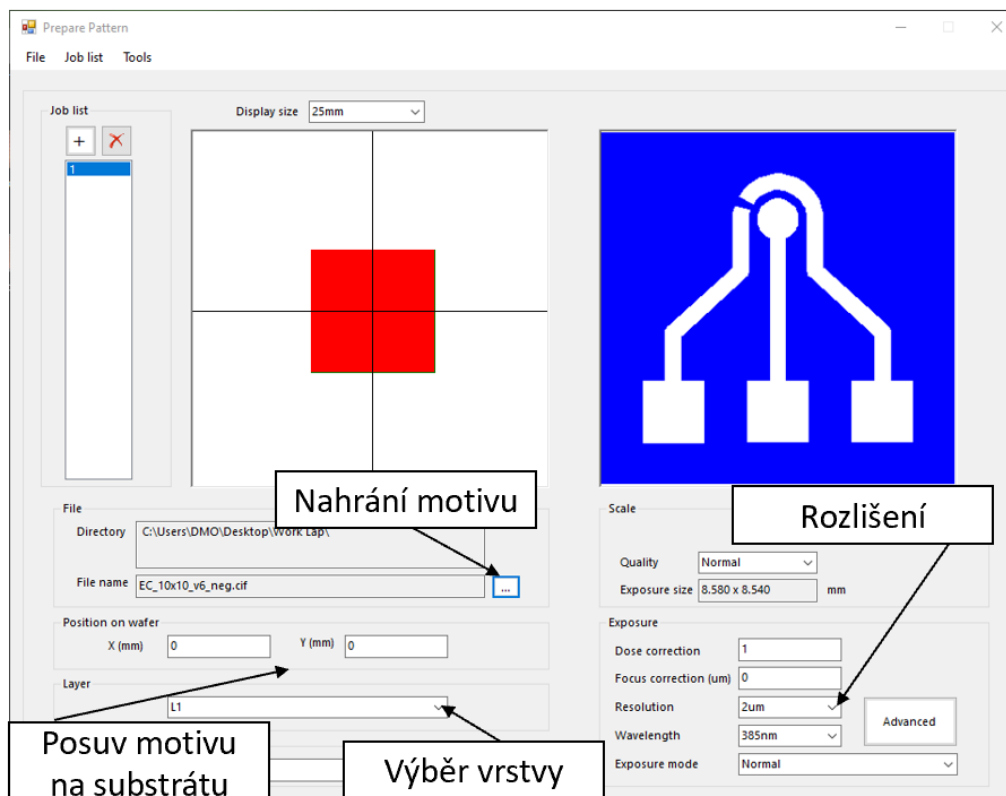 Prepare Pattern
File Job list Tools
Job list
Display size 25mm
+
1
Nahrání motivu
Rozlišení
File
Directory C:\Users\DMO\Desktop\Work Lap\
File name EC_10x10_v6_neg.cif ...
Scale
Quality Normal
Exposure size 8.580 x 8.540 mm
Position on wafer
X (mm) 0 Y (mm) 0
Layer
L1
Exposure
Dose correction 1
Focus correction (um) 0
Resolution 2um
Wavelength 385nm
Exposure mode Normal
Advanced
Posuv motivu
na substrátu
Výběr vrstvy